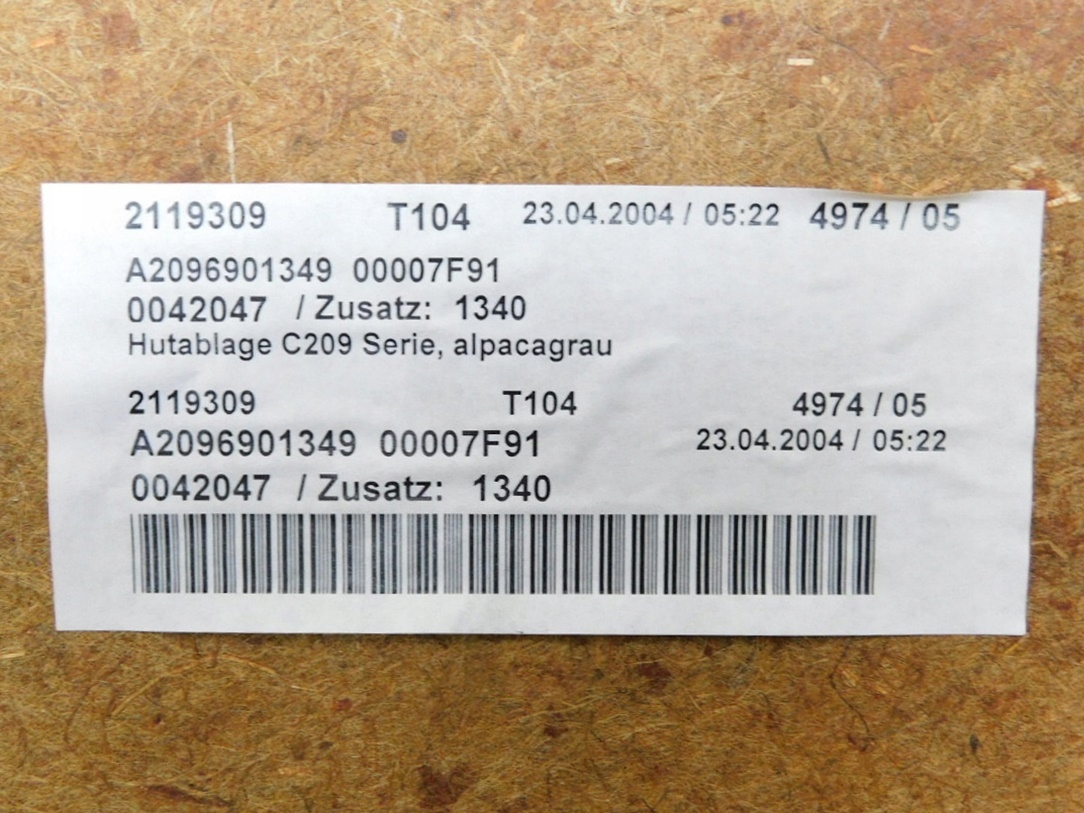 2119309 T104 23.04.2004 / 05:22 4974 / 05
A2096901349 00007F91
0042047 / Zusatz: 1340
Hutablage C209 Serie, alpacagrau
2119309 T104 4974 / 05
A2096901349 00007F91 23.04.2004 / 05:22
0042047 / Zusatz: 1340